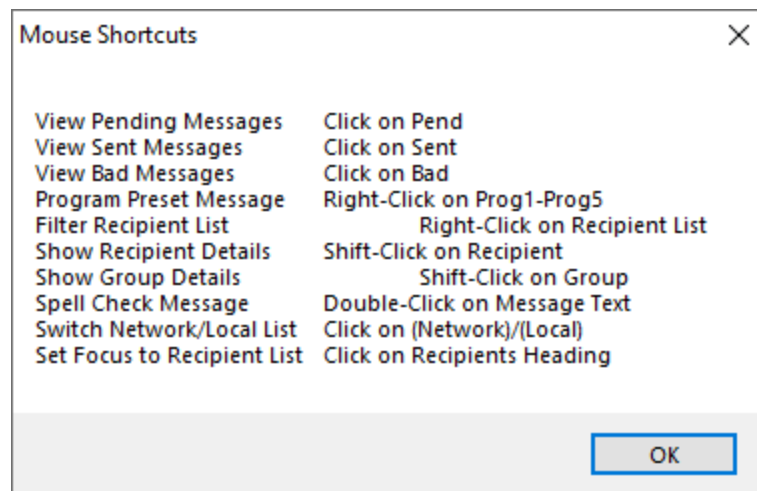 Mouse Shortcuts
View Pending Messages Click on Pend
View Sent Messages Click on Sent
View Bad Messages Click on Bad
Program Preset Message Right-Click on Prog1-Prog5
Filter Recipient List Right-Click on Recipient List
Show Recipient Details Shift-Click on Recipient
Show Group Details Shift-Click on Group
Spell Check Message Double-Click on Message Text
Switch Network/Local List Click on (Network)/(Local)
Set Focus to Recipient List Click on Recipients Heading
OK